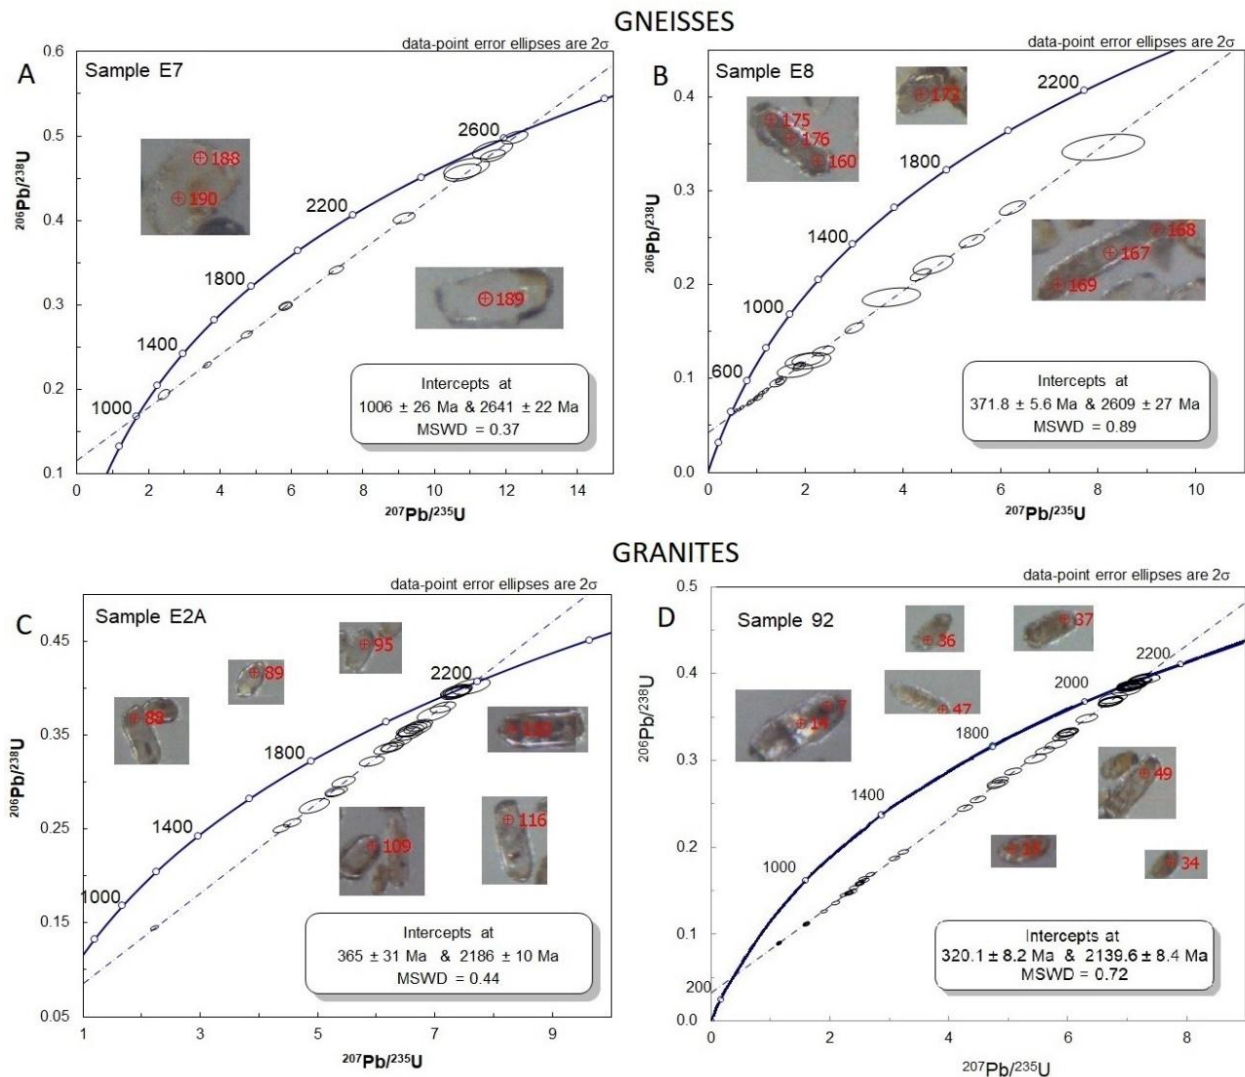 GNEISSES
data-point error ellipses are 2σ
A
Sample E7
0.6
0.5
0.4
0.3
0.2
0.1
206Pb/238U
2600
2200
1800
1400
1000
188
190
189
Intercepts at
1006 ± 26 Ma & 2641 ± 22 Ma
MSWD = 0.37
0 2 4 6 8 10 12 14
207Pb/235U
data-point error ellipses are 2σ
B
Sample E8
0.4
0.3
0.2
0.1
0.0
206Pb/238U
2200
1800
1400
1000
600
173
175
176
160
168
167
169
Intercepts at
371.8 ± 5.6 Ma & 2609 ± 27 Ma
MSWD = 0.89
0 2 4 6 8 10
207Pb/235U
GRANITES
data-point error ellipses are 2σ
C
Sample E2A
0.45
0.35
0.25
0.15
0.05
206Pb/238U
2200
1800
1400
1000
95
89
88
109
116
Intercepts at
365 ± 31 Ma & 2186 ± 10 Ma
MSWD = 0.44
1 3 5 7 9
207Pb/235U
data-point error ellipses are 2σ
D
Sample 92
0.5
0.4
0.3
0.2
0.1
0.0
206Pb/238U
2200
2000
1800
1400
1000
200
36
37
47
7
14
49
34
Intercepts at
320.1 ± 8.2 Ma & 2139.6 ± 8.4 Ma
MSWD = 0.72
0 2 4 6 8
207Pb/235U